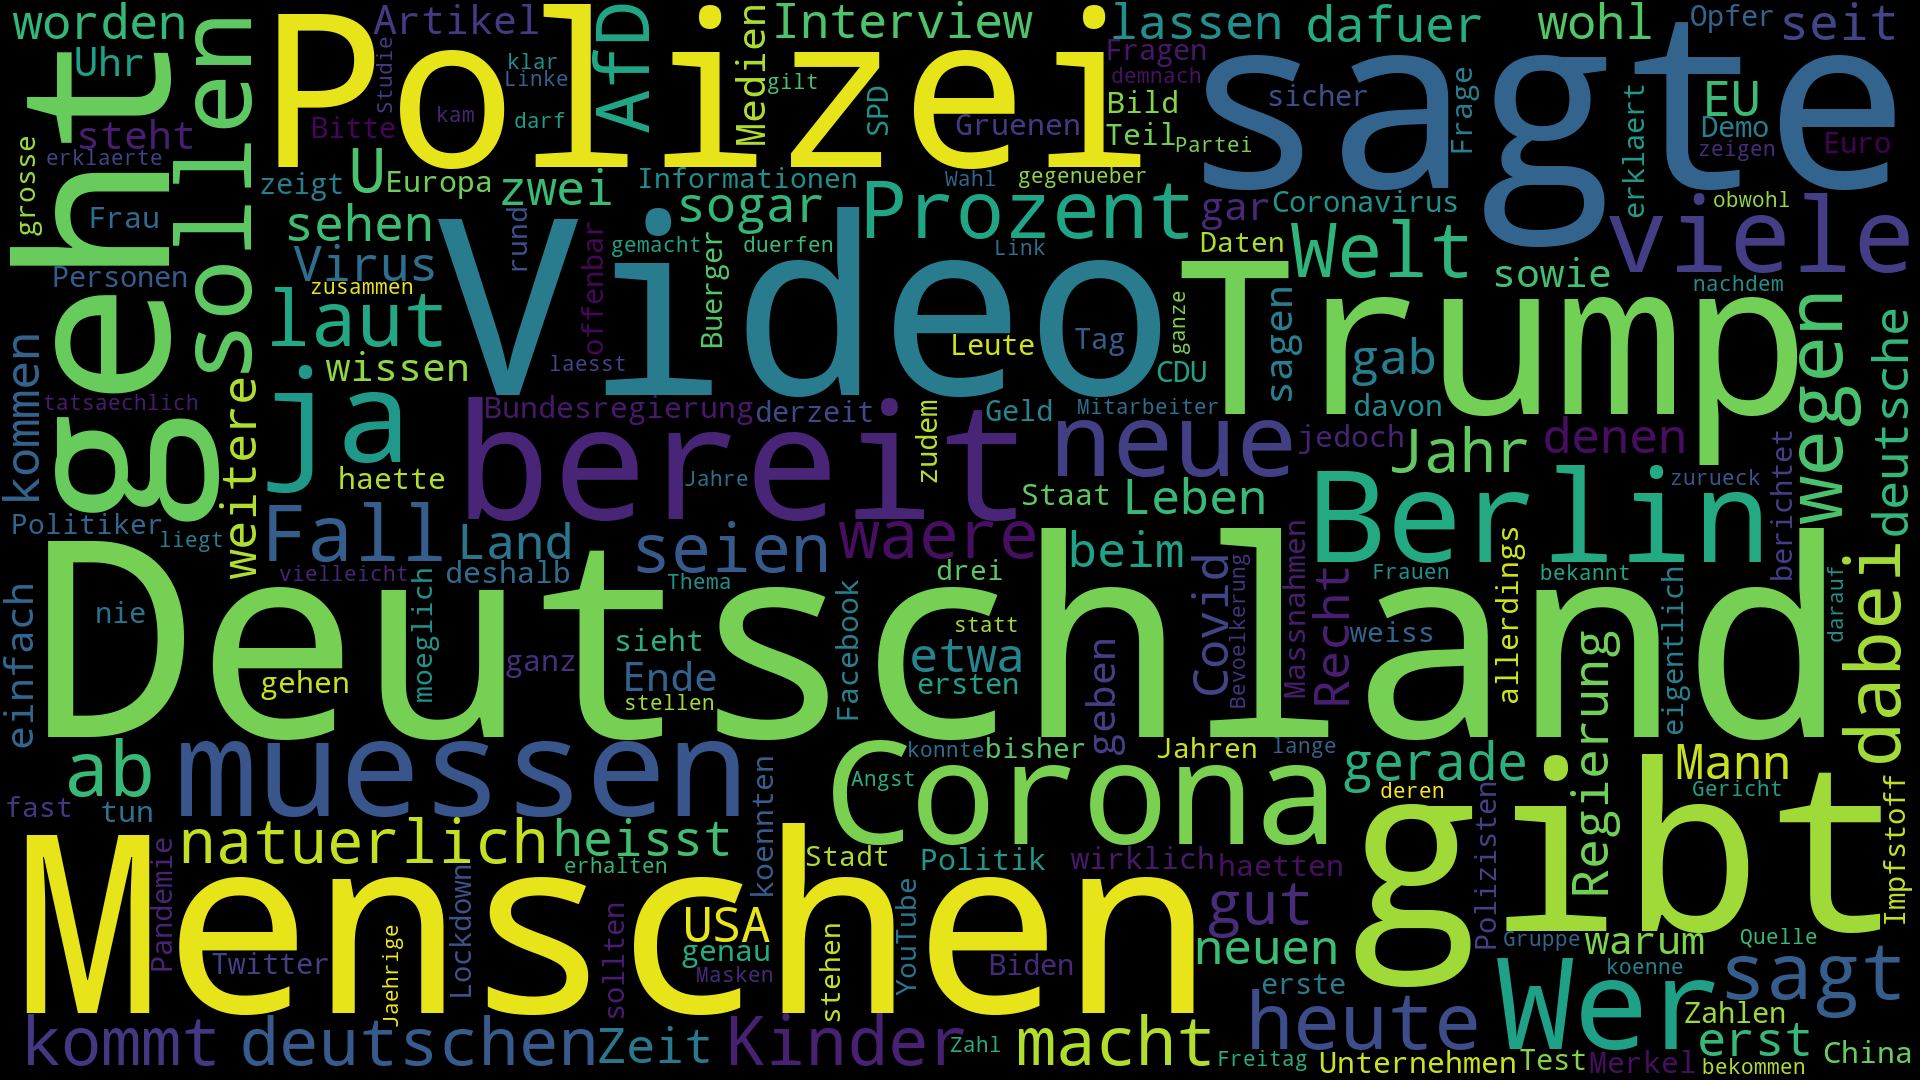 worden
Uhr
geht
sollen
Polizei
Artikel
Studie
klar
Linke
kam
darf
Bitte
AfD
Medien
Interview
gilt
SPD
Gruenen
lassen
Fragen
demnach
Bild
Teil
Partei
dafuer
sicher
wohl
Frage
Opfer
seit
EU
Demo
zeigen
Euro
erklaert
sagte
steht
erklaerte
grosse
Frau
Personen
zeigt
U
Europa
zwei
Informationen
Wahl
gegenueber
sehen
Virus
zusammen
rund
offenbar
gemacht
sogar
Buerger
duerfen
Prozent
Link
gar
Coronavirus
Daten
Welt
sowie
obwohl
viele
nachdem
laut
wissen
laesst
Video
Leute
Tag
ganze
CDU
Trump
sagen
gab
davon
wegen
deutsche
kommen
tatsaechlich
weitere
ja
haette
Bundesregierung
derzeit
bereit
Jahre
zudem
Geld
Mitarbeiter
neue
Staat
Leben
jedoch
Jahr
denen
zurueck
berichtet
Berlin
Politiker
liegt
Fall
Land
vielleicht
deshalb
seien
Thema
waere
drei
beim
Frauen
bekannt
allerdings
darauf
dabei
einfach
nie
Deutschland
gehen
moeglich
ganz
sieht
Ende
stellen
Facebook
statt
etwa
ersten
geben
Covid
Bevoelkerung
Massnahmen
Recht
weiss
Regierung
eigentlich
ab
fast
tun
muessen
koennten
Corona
Angst
konnte
bisher
Jahren
lange
gerade
deren
Mann
Gericht
Impfstoff
gibt
Polizisten
Menschen
natuerlich
Pandemie
heisst
erhalten
Lockdown
Stadt
Politik
wirklich
haetten
gut
Twitter
Jaehrige
sollten
USA
genau
Masken
stehen
YouTube
Biden
neuen
erste
Gruppe
warum
Quelle
koenne
sagt
Wer
Zahlen
kommt
deutschen
Zeit
Kinder
Zahl
macht
heute
Freitag
Unternehmen
Test
Merkel
erst
bekommen
China